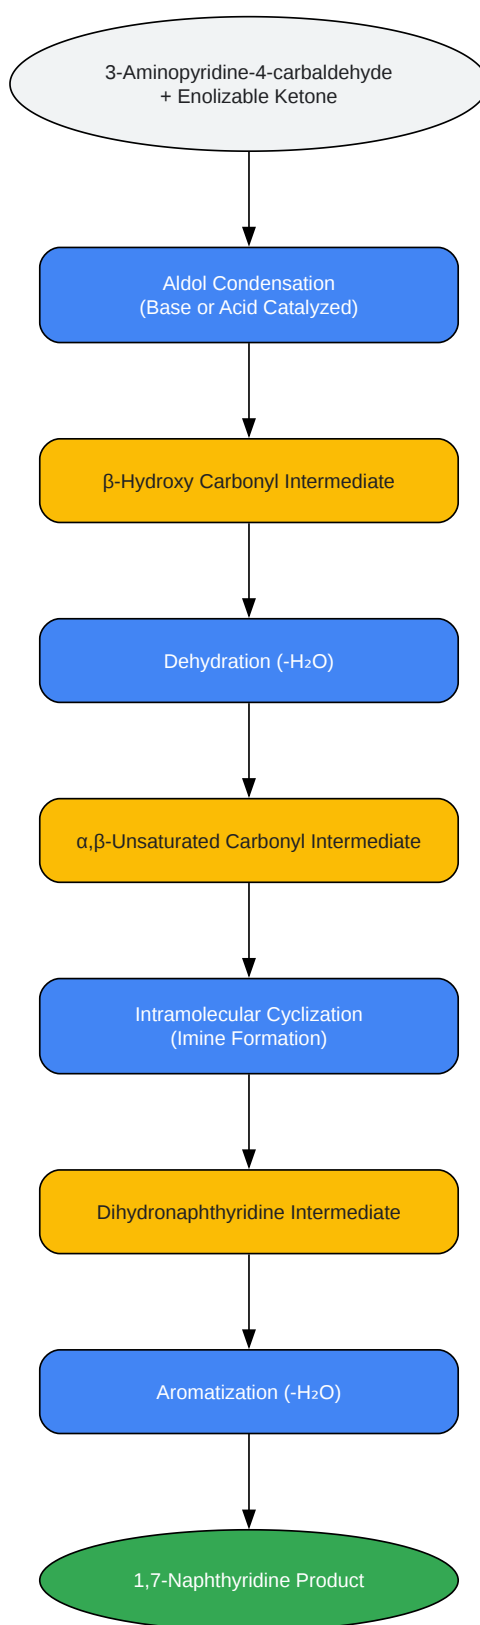 3-Aminopyridine-4-carbaldehyde
+ Enolizable Ketone
Aldol Condensation
(Base or Acid Catalyzed)
β-Hydroxy Carbonyl Intermediate
Dehydration (-H₂O)
α,β-Unsaturated Carbonyl Intermediate
Intramolecular Cyclization
(Imine Formation)
Dihydronaphthyridine Intermediate
Aromatization (-H₂O)
1,7-Naphthyridine Product